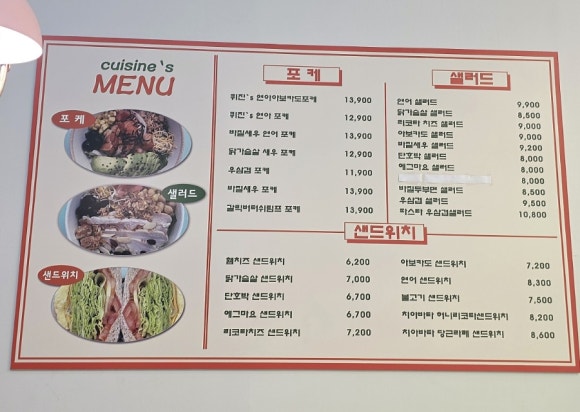 cuisine`s
MENU
포 케
샐러드
샌드위치
포 케
퀴진`s 연어아보카도포케 13,900
퀴진`s 연어 포케 12,900
바질새우 연어 포케 13,900
닭가슴살 새우 포케 12,900
우삼겹 포케 11,900
바질새우 포케 13,900
갈릭버터쉬림프 포케 13,900
샐러드
연어 샐러드 9,900
닭가슴살 샐러드 8,500
리코타 치즈 샐러드 9,000
아보카도 샐러드 9,000
바질새우 샐러드 9,200
단호박 샐러드 8,000
에그마요 샐러드 8,000
8,000
바질두부면 샐러드 8,500
우삼겹 샐러드 9,500
파스타 우삼겹샐러드 10,800
샌드위치
햄치즈 샌드위치 6,200
닭가슴살 샌드위치 7,000
단호박 샌드위치 6,700
에그마요 샌드위치 6,700
리코타치즈 샌드위치 7,200
아보카도 샌드위치 7,200
연어 샌드위치 8,300
불고기 샌드위치 7,500
치아바타 허니리코타샌드위치 8,200
치아바타 당근라페 샌드위치 8,600